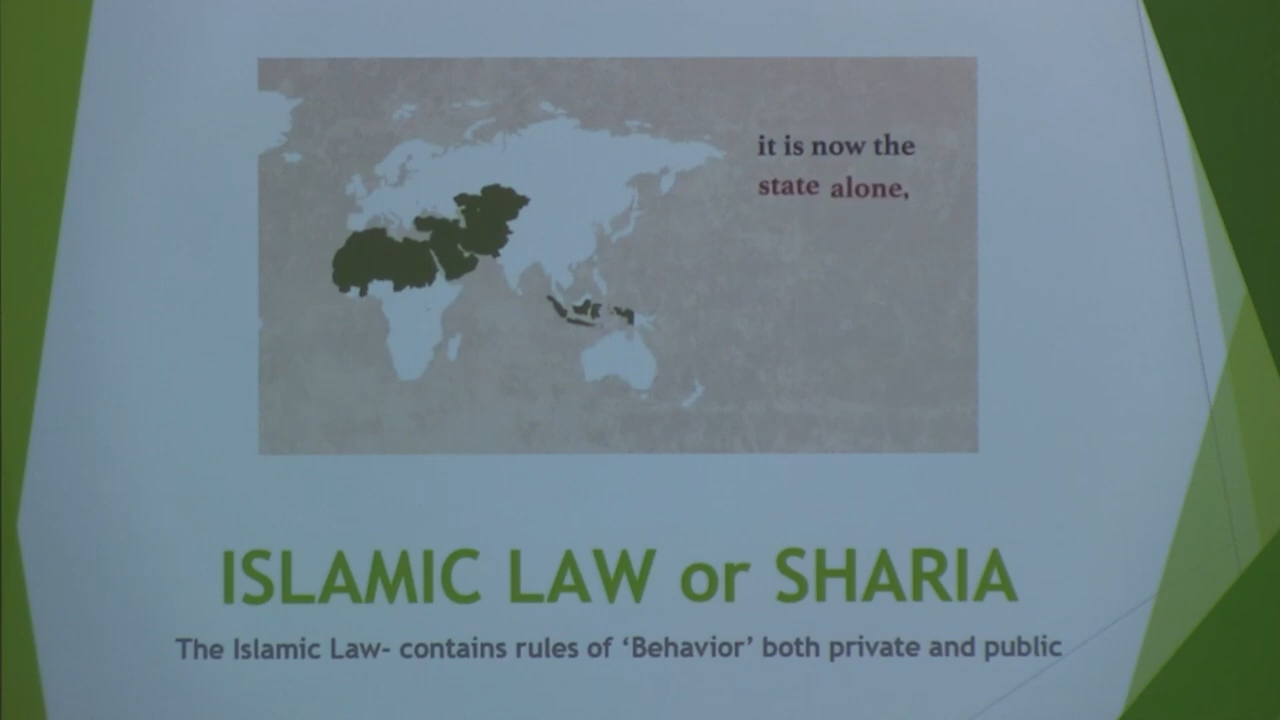 it is now the
state alone,
ISLAMIC LAW or SHARIA
The Islamic Law- contains rules of ‘Behavior’ both private and public